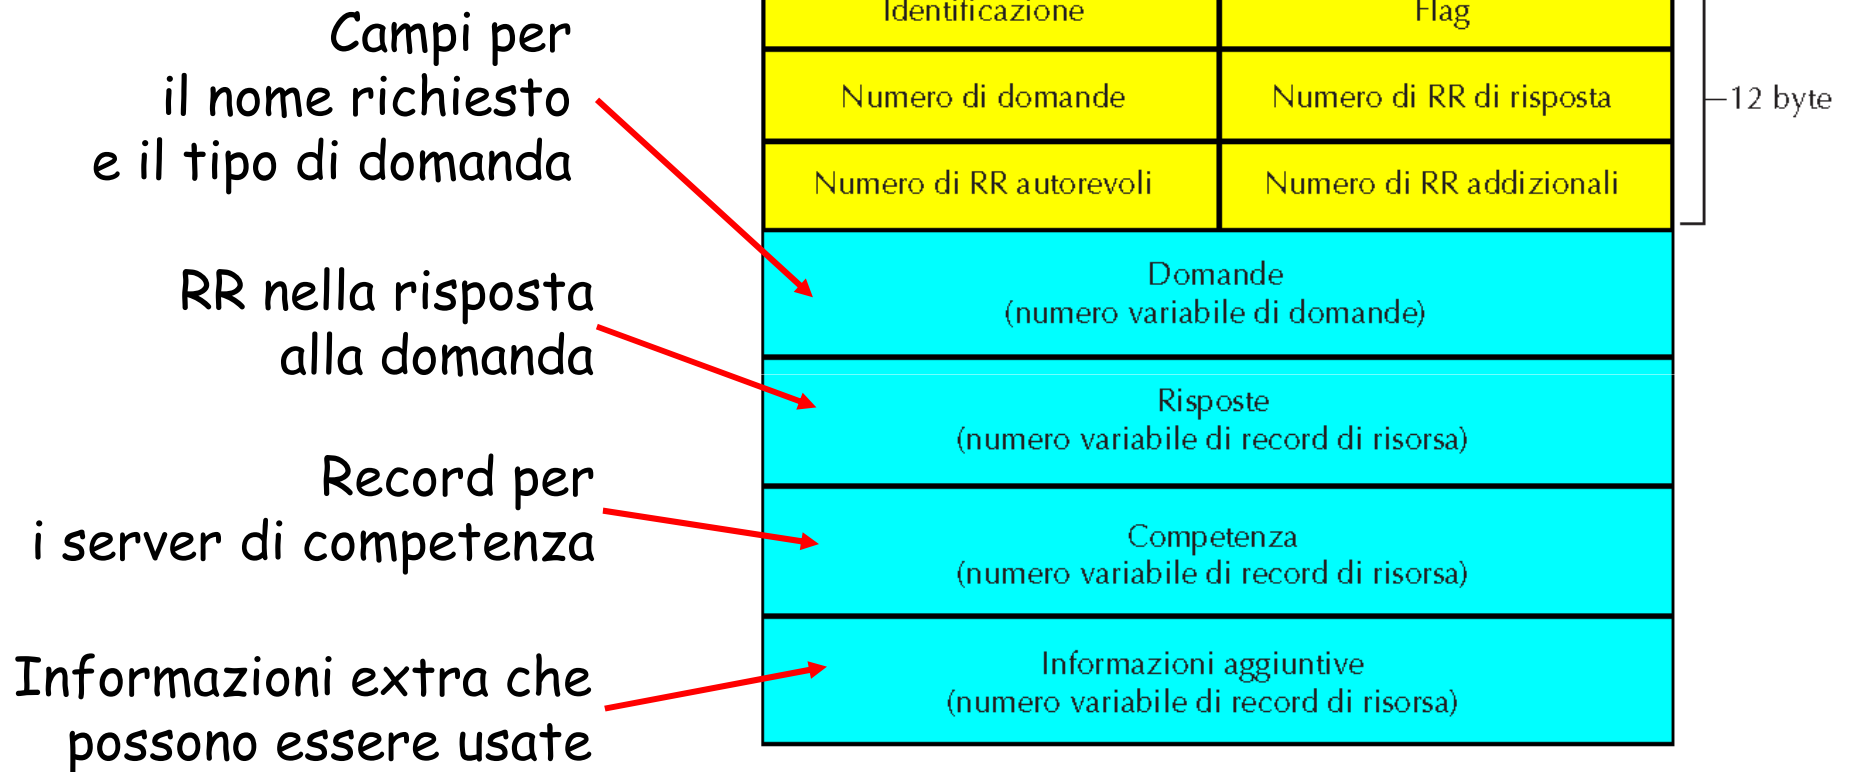 Campi per
il nome richiesto
e il tipo di domanda
RR nella risposta
alla domanda
Record per
i server di competenza
Informazioni extra che
possono essere usate
Identificazione
Flag
Numero di domande
Numero di RR di risposta
12 byte
Numero di RR autorevoli
Numero di RR addizionali
Domande
(numero variabile di domande)
Risposte
(numero variabile di record di risorsa)
Competenza
(numero variabile di record di risorsa)
Informazioni aggiuntive
(numero variabile di record di risorsa)